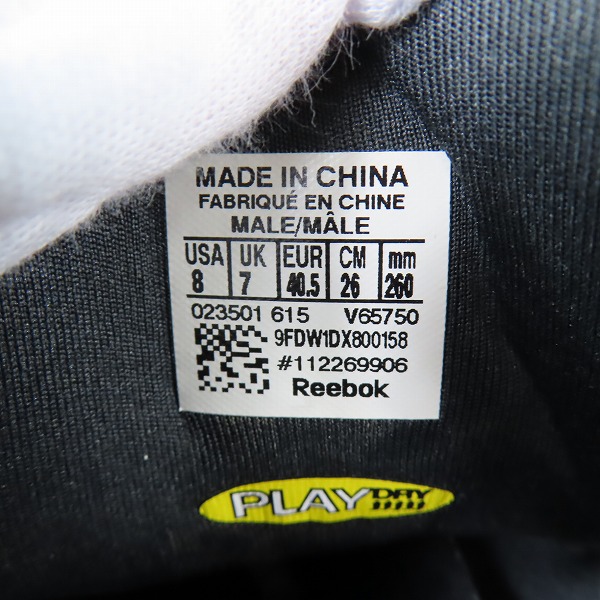 MADE IN CHINA
FABRIQUÉ EN CHINE
MALE/MÂLE
USA UK EUR CM mm
8 7 40.5 26 260
023501 615 V65750
9FDW1DX800158
#112269906
Reebok
PLAY DRY